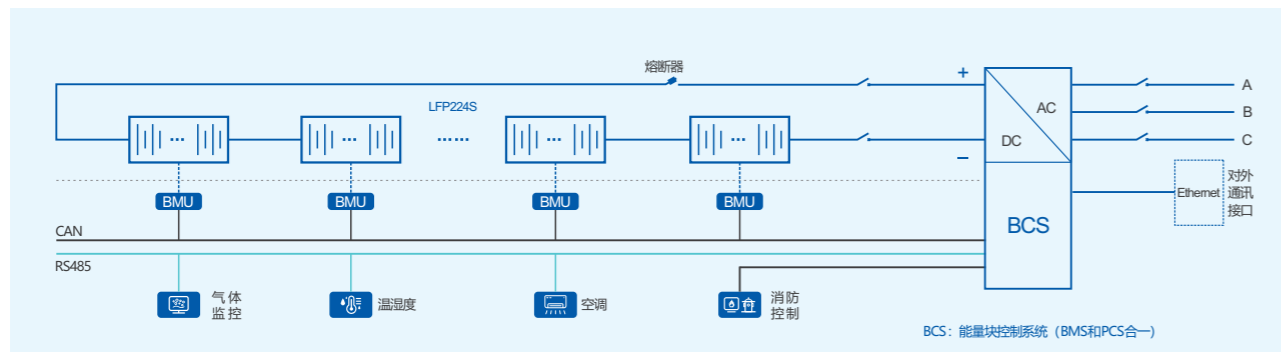 熔断器
+
A
LFP224S
AC
B
DC
C
−
BMU BMU BMU BMU
Ethernet
对外
通讯
接口
BCS
CAN
RS485
气体
监控
温湿度
空调
消防
控制
BCS：能量块控制系统（BMS和PCS合一）